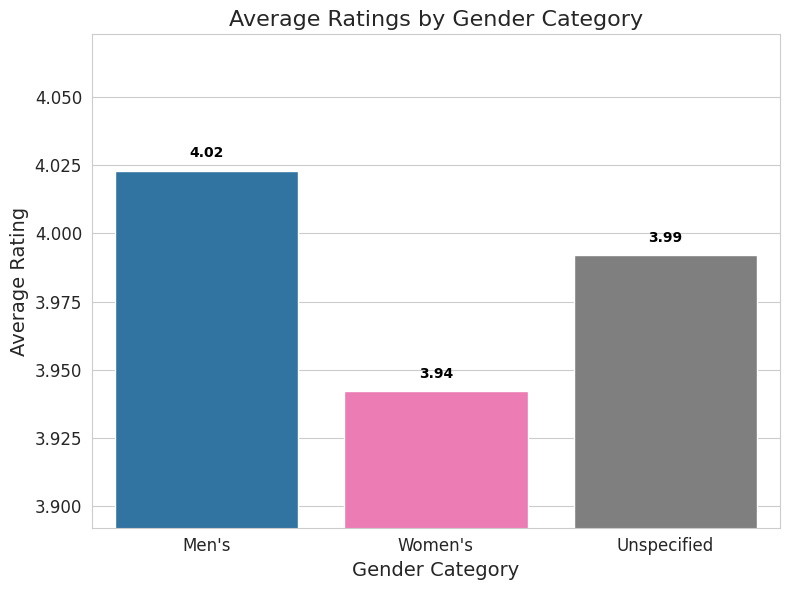 Average Ratings by Gender Category
Average Rating
4.050
4.025
4.000
3.975
3.950
3.925
3.900
4.02
3.94
3.99
Men's
Women's
Unspecified
Gender Category